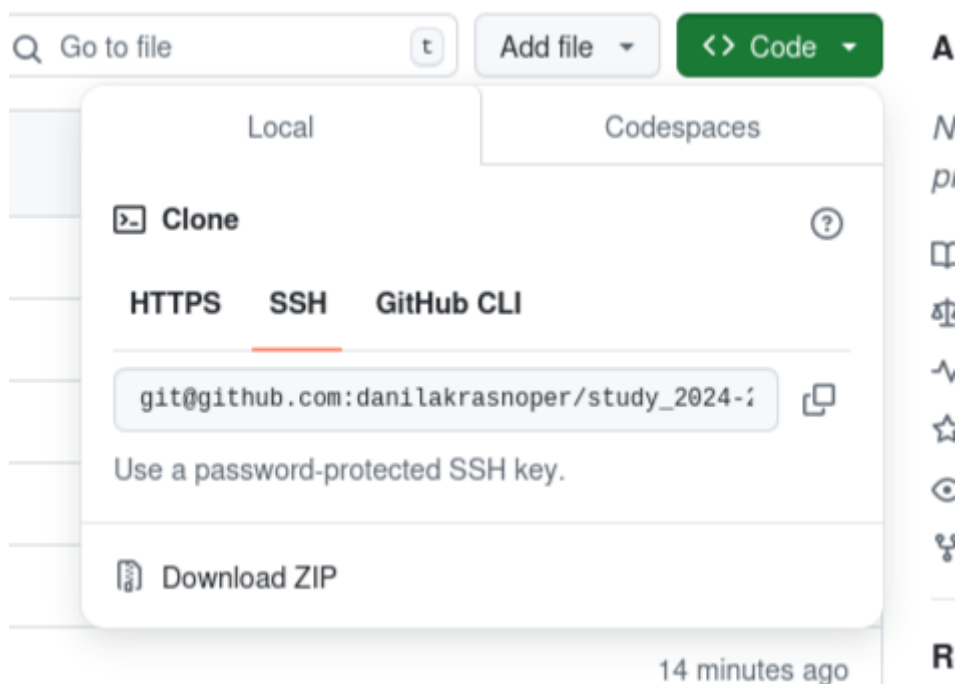 Go to file t Add file Code A
Local Codespaces
Clone
HTTPS SSH GitHub CLI
git@github.com:danilakrasnoper/study_2024-
Use a password-protected SSH key.
Download ZIP
14 minutes ago R